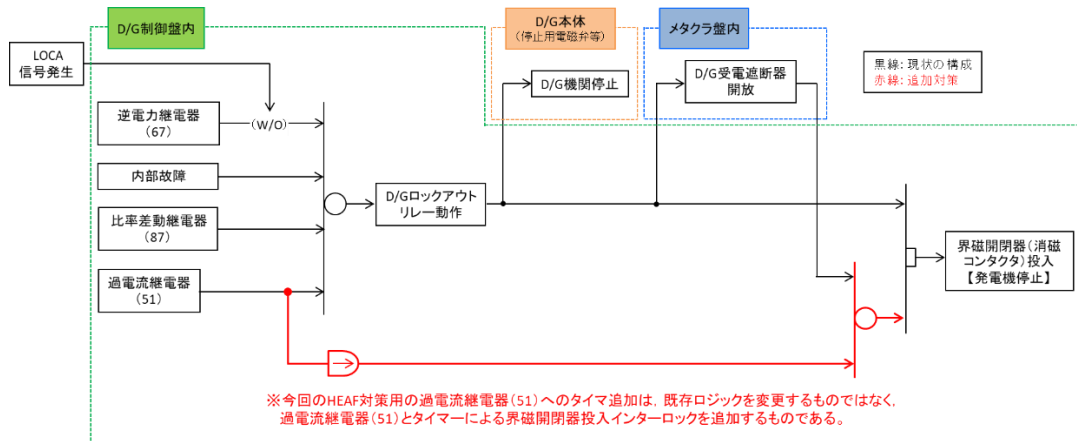 D/G制御盤内
D/G本体
(停止用電磁弁等)
メタクラ盤内
LOCA
信号発生
D/G機関停止
D/G受電遮断器
開放
黒線：現状の構成
赤線：追加対策
逆電力継電器
(67)
(W/O)
内部故障
D/Gロックアウト
リレー動作
比率差動継電器
(87)
界磁開閉器(消磁
コンタクタ)投入
【発電機停止】
過電流継電器
(51)
※今回のHEAF対策用の過電流継電器(51)へのタイマ追加は，既存ロジックを変更するものではなく，
過電流継電器(51)とタイマーによる界磁開閉器投入インターロックを追加するものである。